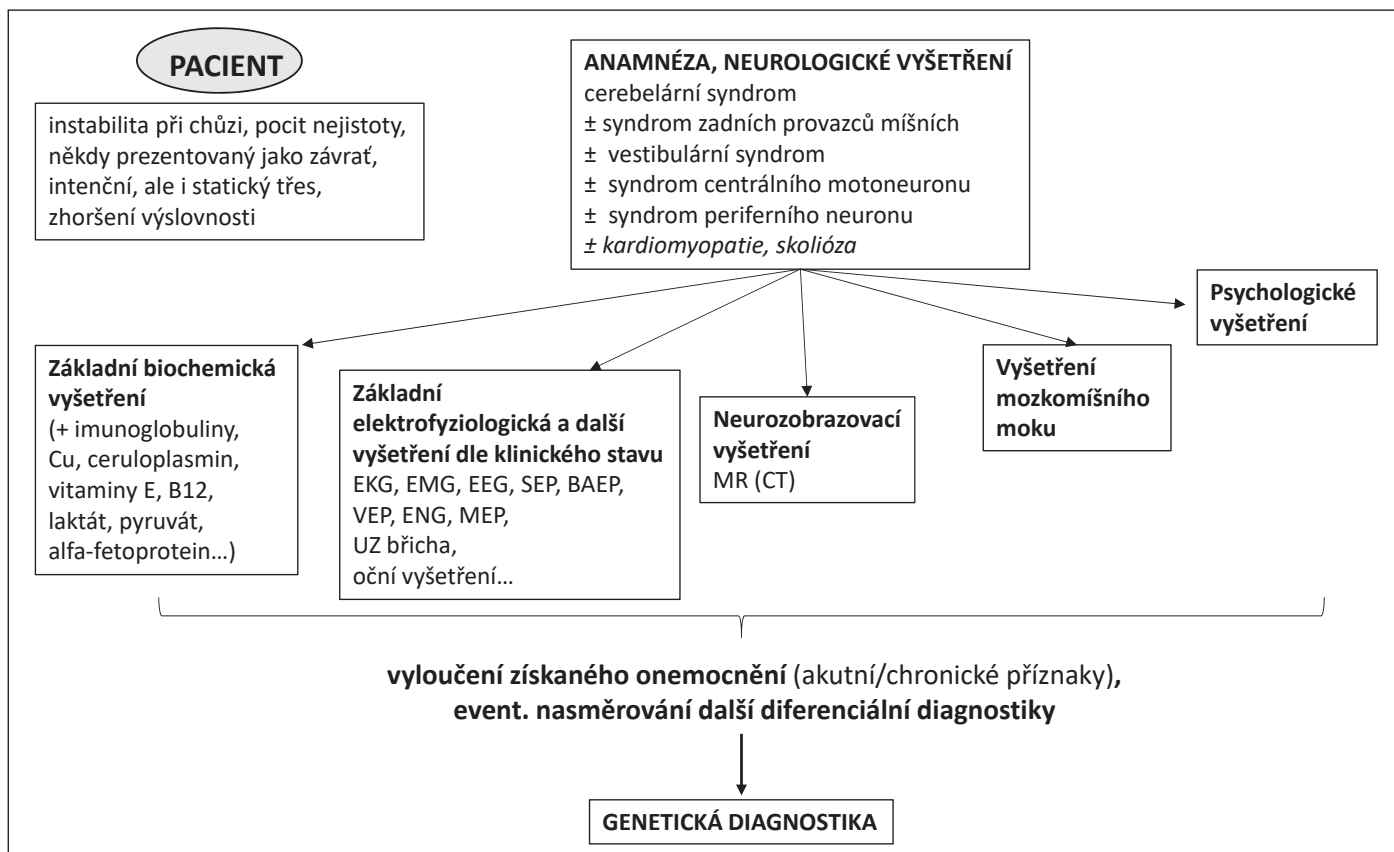 PACIENT
instabilita při chůzi, pocit nejistoty,
někdy prezentovaný jako závrať,
intenční, ale i statický třes,
zhoršení výslovnosti
ANAMNÉZA, NEUROLOGICKÉ VYŠETŘENÍ
cerebelární syndrom
± syndrom zadních provazců míšních
± vestibulární syndrom
± syndrom centrálního motoneuronu
± syndrom periferního neuronu
± kardiomyopatie, skolióza
Základní biochemická
vyšetření
(+ imunoglobuliny,
Cu, ceruloplasmin,
vitaminy E, B12,
laktát, pyruvát,
alfa-fetoprotein…)
Základní
elektrofyziologická a další
vyšetření dle klinického stavu
EKG, EMG, EEG, SEP, BAEP,
VEP, ENG, MEP,
UZ břicha,
oční vyšetření…
Neurozobrazovací
vyšetření
MR (CT)
Vyšetření
mozkomíšního
moku
Psychologické
vyšetření
vyloučení získaného onemocnění (akutní/chronické příznaky),
event. nasměrování další diferenciální diagnostiky
GENETICKÁ DIAGNOSTIKA